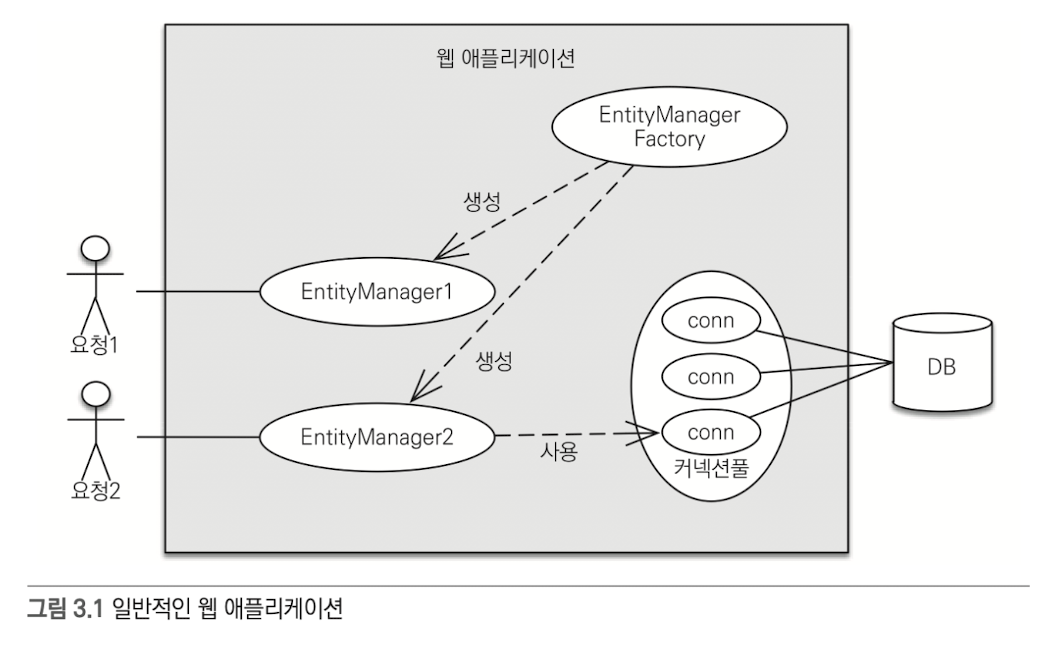 웹 애플리케이션
EntityManager
Factory
생성
EntityManager1
요청1
conn
생성
conn
DB
EntityManager2
사용
conn
커넥션풀
요청2
그림 3.1 일반적인 웹 애플리케이션